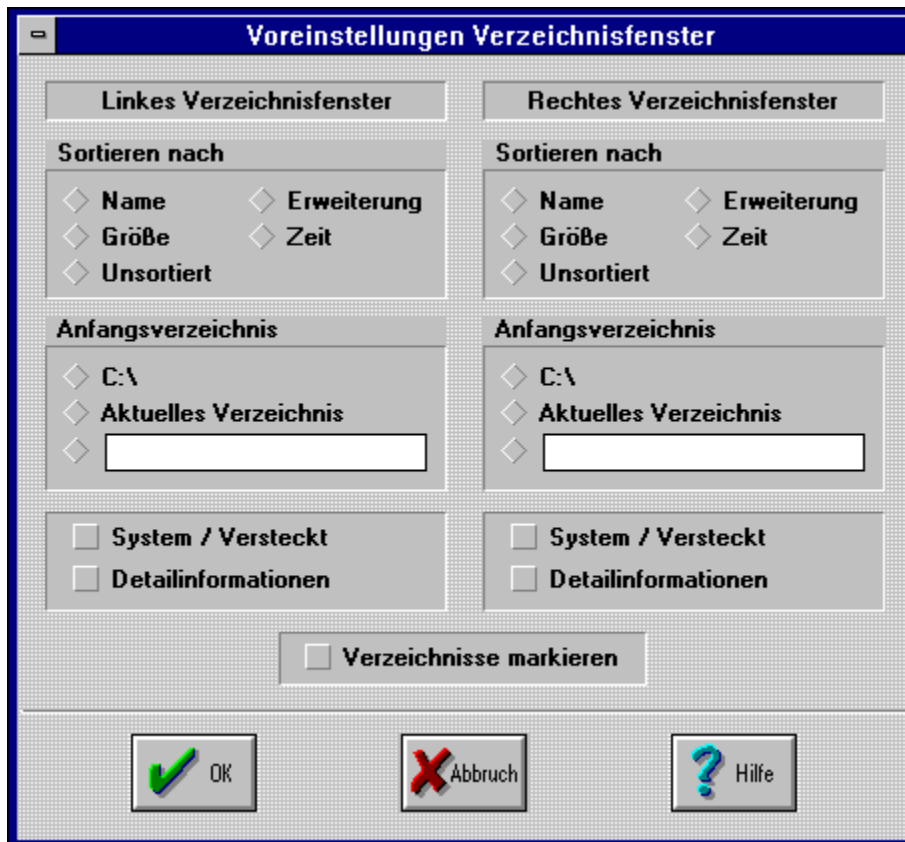 Voreinstellungen Verzeichnisfenster
Linkes Verzeichnisfenster
Sortieren nach
Name Erweiterung
Größe Zeit
Unsortiert
Anfangsverzeichnis
C:\
Aktuelles Verzeichnis
System / Versteckt
Detailinformationen
Rechtes Verzeichnisfenster
Sortieren nach
Name Erweiterung
Größe Zeit
Unsortiert
Anfangsverzeichnis
C:\
Aktuelles Verzeichnis
System / Versteckt
Detailinformationen
Verzeichnisse markieren
OK Abbruch Hilfe